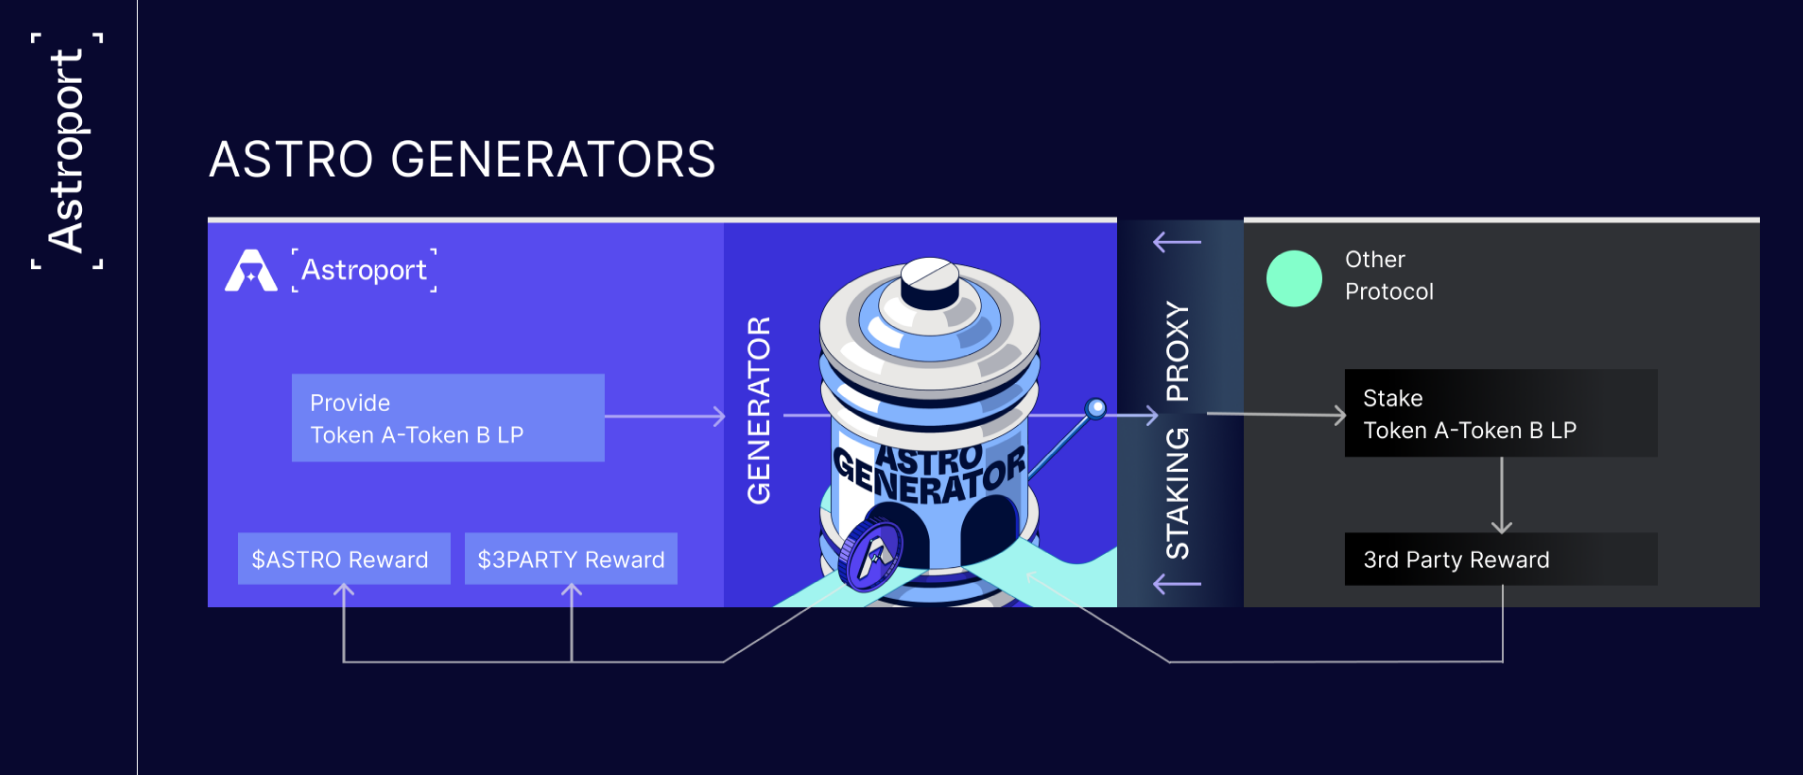 Astroport
ASTRO GENERATORS
Astroport
Provide
Token A-Token B LP
$ASTRO Reward
$3PARTY Reward
GENERATOR
ASTRO
GENERATOR
STAKING PROXY
Other
Protocol
Stake
Token A-Token B LP
3rd Party Reward